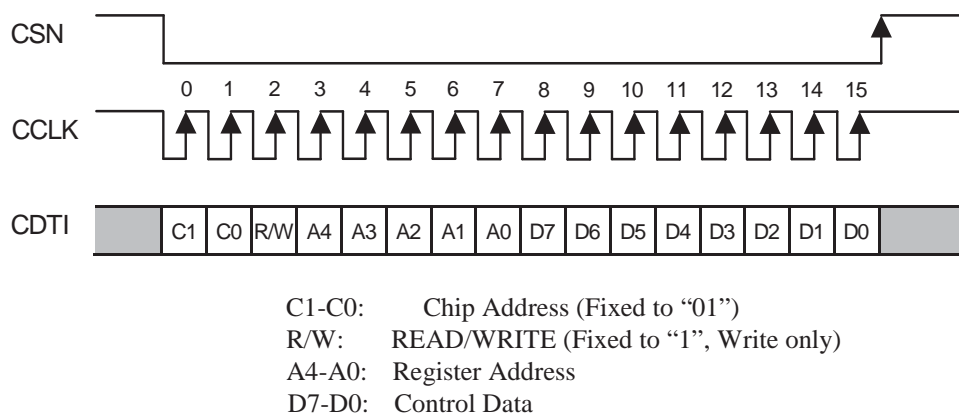 CSN
0 1 2 3 4 5 6 7 8 9 10 11 12 13 14 15
CCLK
CDTI C1 C0 R/W A4 A3 A2 A1 A0 D7 D6 D5 D4 D3 D2 D1 D0
C1-C0: Chip Address (Fixed to “01”)
R/W: READ/WRITE (Fixed to “1”, Write only)
A4-A0: Register Address
D7-D0: Control Data